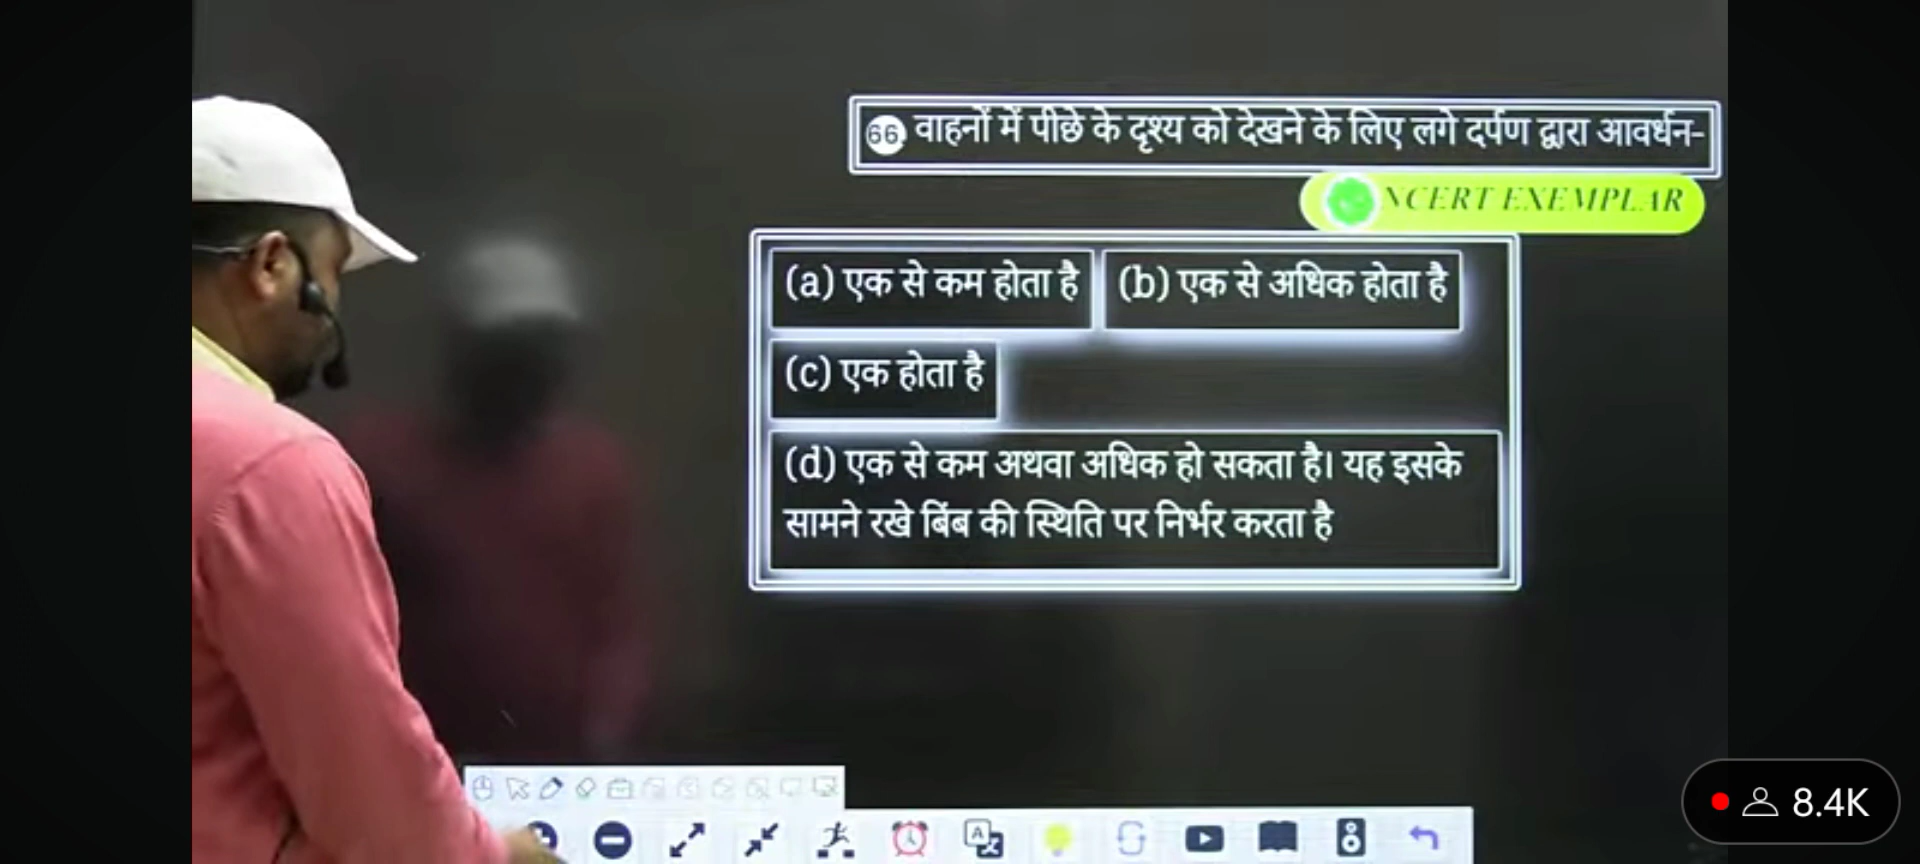 66 वाहनों में पीछे के दृश्य को देखने के लिए लगे दर्पण द्वारा आवर्धन-
NCERT EXEMPLAR
(a) एक से कम होता है (b) एक से अधिक होता है
(c) एक होता है
(d) एक से कम अथवा अधिक हो सकता है। यह इसके
सामने रखे बिंब की स्थिति पर निर्भर करता है
8.4K